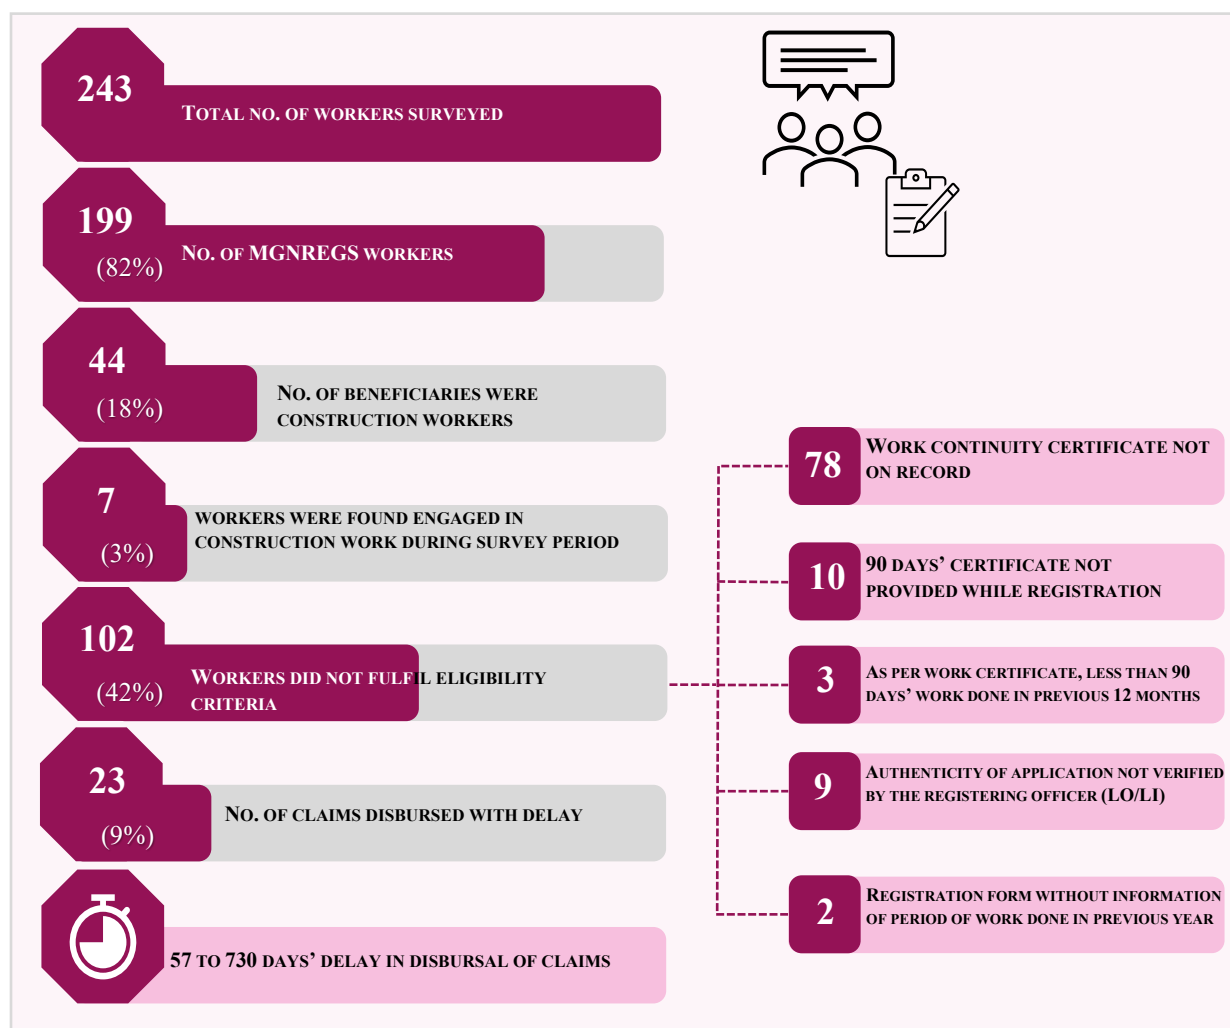 243
TOTAL NO. OF WORKERS SURVEYED
199
(82%)
NO. OF MGNREGS WORKERS
44
(18%)
NO. OF BENEFICIARIES WERE
CONSTRUCTION WORKERS
7
(3%)
WORKERS WERE FOUND ENGAGED IN
CONSTRUCTION WORK DURING SURVEY PERIOD
102
(42%)
WORKERS DID NOT FULFIL ELIGIBILITY
CRITERIA
23
(9%)
NO. OF CLAIMS DISBURSED WITH DELAY
57 TO 730 DAYS’ DELAY IN DISBURSAL OF CLAIMS
78
WORK CONTINUITY CERTIFICATE NOT
ON RECORD
10
90 DAYS’ CERTIFICATE NOT
PROVIDED WHILE REGISTRATION
3
AS PER WORK CERTIFICATE, LESS THAN 90
DAYS’ WORK DONE IN PREVIOUS 12 MONTHS
9
AUTHENTICITY OF APPLICATION NOT VERIFIED
BY THE REGISTERING OFFICER (LO/LI)
2
REGISTRATION FORM WITHOUT INFORMATION
OF PERIOD OF WORK DONE IN PREVIOUS YEAR